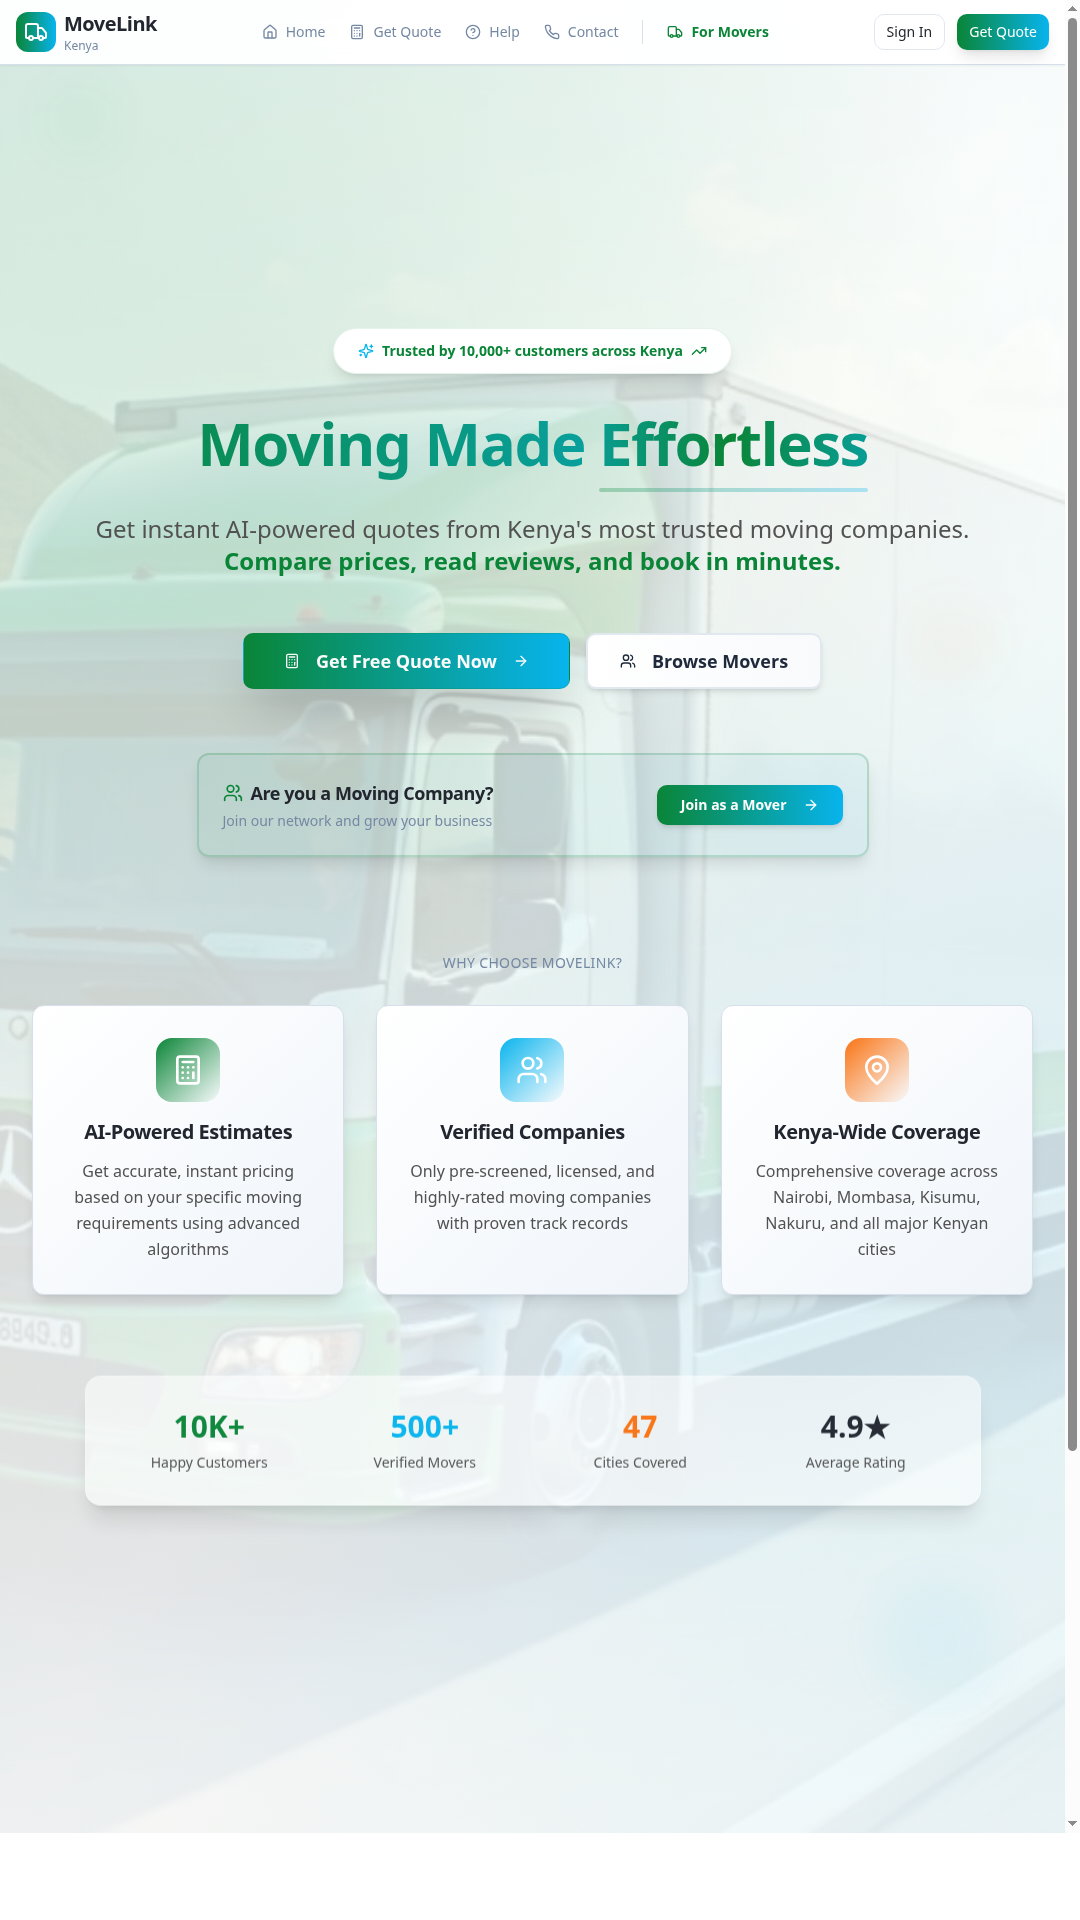 MoveLink
Kenya
Home
Get Quote
Help
Contact
For Movers
Sign In
Get Quote
Trusted by 10,000+ customers across Kenya
Moving Made Effortless
Get instant AI-powered quotes from Kenya's most trusted moving companies.
Compare prices, read reviews, and book in minutes.
Get Free Quote Now
Browse Movers
Are you a Moving Company?
Join our network and grow your business
Join as a Mover
WHY CHOOSE MOVELINK?
AI-Powered Estimates
Get accurate, instant pricing
based on your specific moving
requirements using advanced
algorithms
Verified Companies
Only pre-screened, licensed, and
highly-rated moving companies
with proven track records
Kenya-Wide Coverage
Comprehensive coverage across
Nairobi, Mombasa, Kisumu,
Nakuru, and all major Kenyan
cities
10K+
Happy Customers
500+
Verified Movers
47
Cities Covered
4.9★
Average Rating